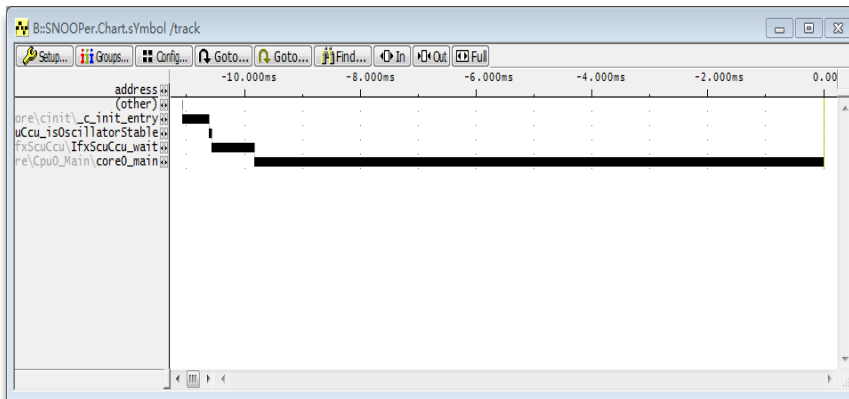 B::SNOOPer.Chart.sYmbol /track
Setup... Groups... Config... Goto... Goto... Find... In Out Full
-10.000ms -8.000ms -6.000ms -4.000ms -2.000ms 0.00
address
(other)
ore\cinit\_c_init_entry
uCcu_isOscillatorStable
fxScuCcu\IfxScuCcu_wait
re\Cpu0_Main\core0_main